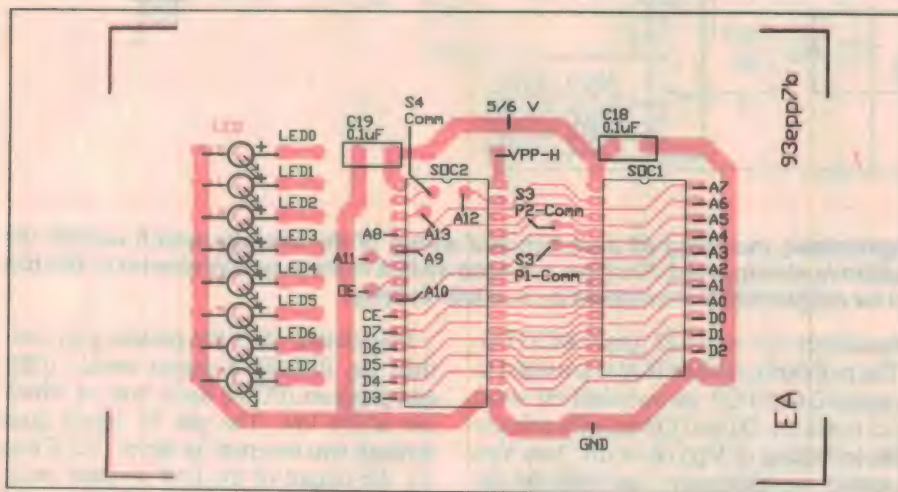 93epp7b
EA
LED
LED0
LED1
LED2
LED3
LED4
LED5
LED6
LED7
C19
0.1uF
S4
Comm
5/6 V
C18
0.1uF
VPP-H
SOC2
SOC1
A12
A13
A8
A9
A11
A10
OE
CE
D7
D6
D5
D4
D3
S3
P2-Comm
S3
P1-Comm
A7
A6
A5
A4
A3
A2
A1
A0
D0
D1
D2
GND